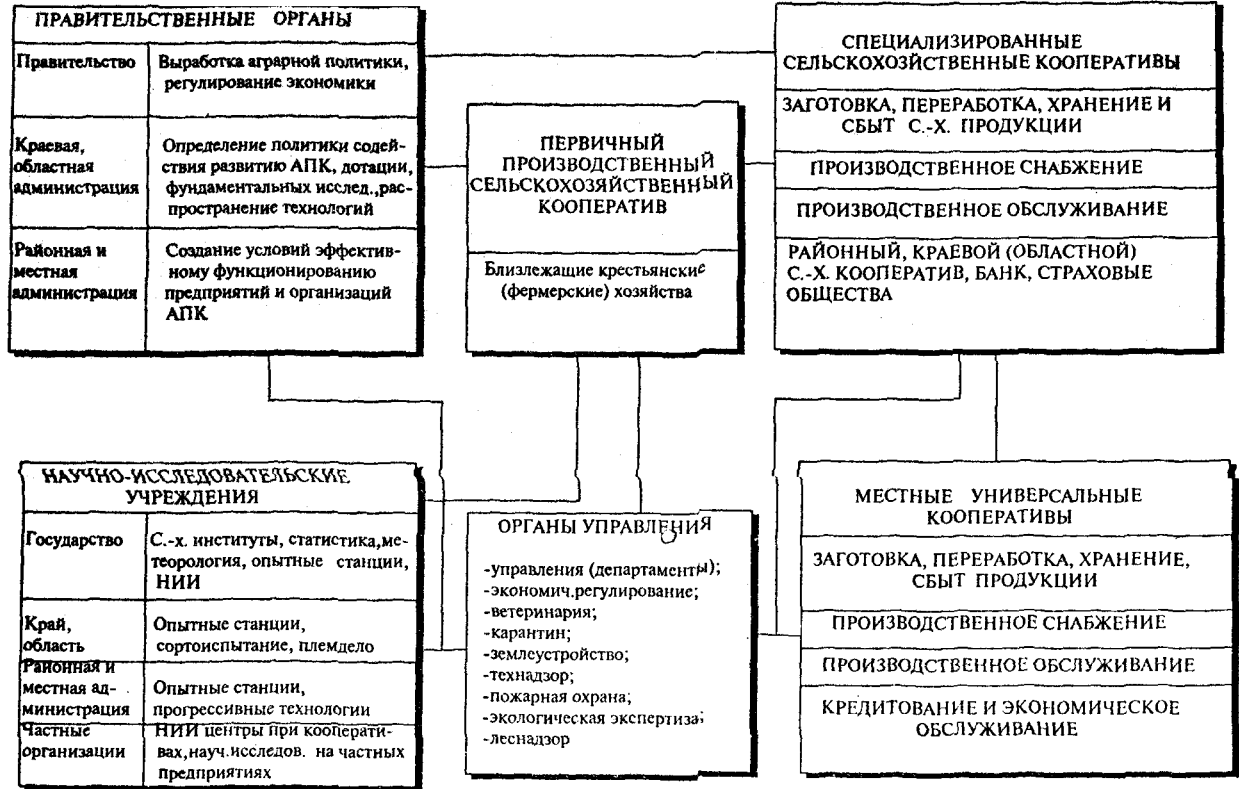 ПРАВИТЕЛЬСТВЕННЫЕ ОРГАНЫ
Правительство
Выработка аграрной политики,
регулирование экономики
Краевая,
областная
администрация
Определение политики содей-
ствия развитию АПК, дотации,
фундаментальных исслед.,рас-
пространение технологий
Районная и
местная
администрация
Создание условий эффектив-
ному функционированию
предприятий и организаций
АПК
ПЕРВИЧНЫЙ
ПРОИЗВОДСТВЕННЫЙ
СЕЛЬСКОХОЗЯЙСТВЕННЫЙ
КООПЕРАТИВ
Близлежащие крестьянские
(фермерские) хозяйства
СПЕЦИАЛИЗИРОВАННЫЕ
СЕЛЬСКОХОЗЙСТВЕННЫЕ КООПЕРАТИВЫ
ЗАГОТОВКА, ПЕРЕРАБОТКА, ХРАНЕНИЕ И
СБЫТ С.-Х. ПРОДУКЦИИ
ПРОИЗВОДСТВЕННОЕ СНАБЖЕНИЕ
ПРОИЗВОДСТВЕННОЕ ОБСЛУЖИВАНИЕ
РАЙОННЫЙ, КРАЕВОЙ (ОБЛАСТНОЙ)
С.-Х. КООПЕРАТИВ, БАНК, СТРАХОВЫЕ
ОБЩЕСТВА
НАУЧНО-ИССЛЕДОВАТЕЛЬСКИЕ
УЧРЕЖДЕНИЯ
Государство
С.-х. институты, статистика,ме-
теорология, опытные станции,
НИИ
Край,
область
Опытные станции,
сортоиспытание, племдело
Районная и
местная ад-
министрация
Опытные станции,
прогрессивные технологии
Частные
организации
НИИ центры при кооперати-
вах,науч.исследов. на частных
предприятиях
ОРГАНЫ УПРАВЛЕНИЯ
-управления (департаменты);
-экономич.регулирование;
-ветеринария;
-карантин;
-землеустройство;
-технадзор;
-пожарная охрана;
-экологическая экспертиза;
-леснадзор
МЕСТНЫЕ УНИВЕРСАЛЬНЫЕ
КООПЕРАТИВЫ
ЗАГОТОВКА, ПЕРЕРАБОТКА, ХРАНЕНИЕ,
СБЫТ ПРОДУКЦИИ
ПРОИЗВОДСТВЕННОЕ СНАБЖЕНИЕ
ПРОИЗВОДСТВЕННОЕ ОБСЛУЖИВАНИЕ
КРЕДИТОВАНИЕ И ЭКОНОМИЧЕСКОЕ
ОБСЛУЖИВАНИЕ